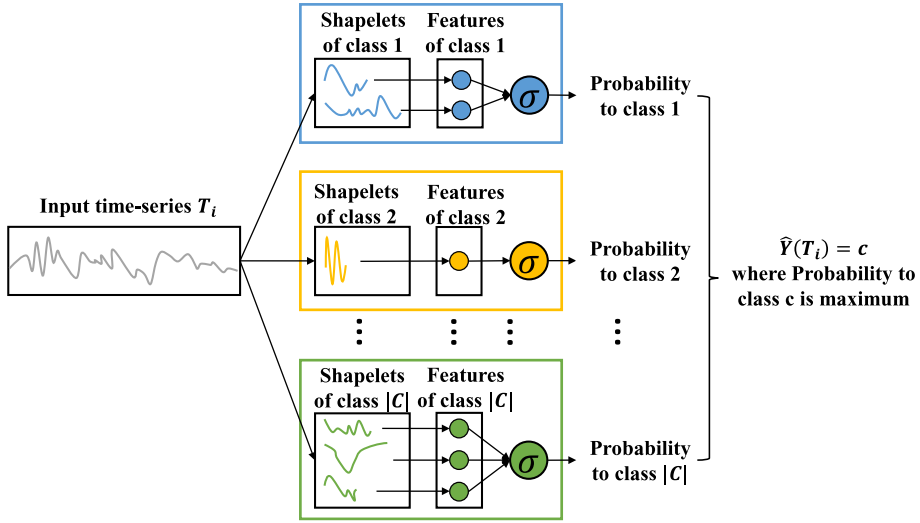 Shapelets
of class 1
Features
of class 1
σ
Probability
to class 1
Input time-series T_i
Shapelets
of class 2
Features
of class 2
σ
Probability
to class 2
Ŷ(T_i) = c
where Probability to
class c is maximum
Shapelets
of class |C|
Features
of class |C|
σ
Probability
to class |C|